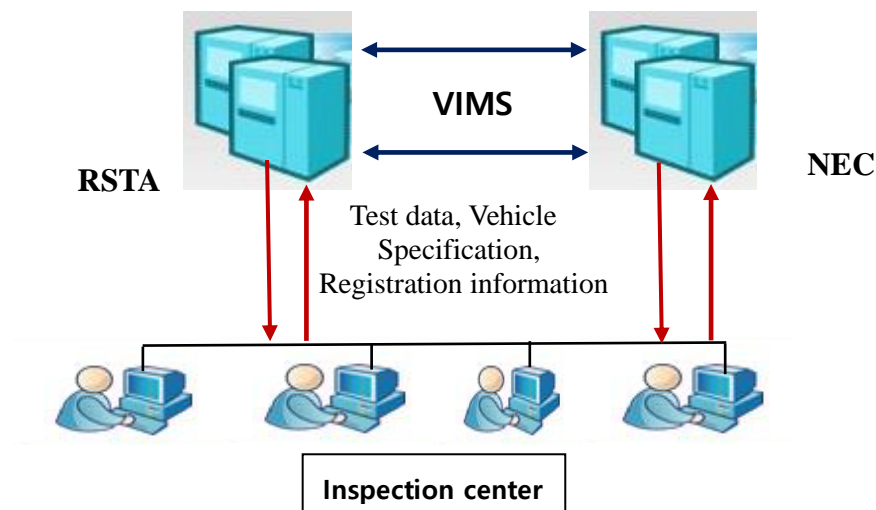 VIMS
RSTA
NEC
Test data, Vehicle
Specification,
Registration information
Inspection center